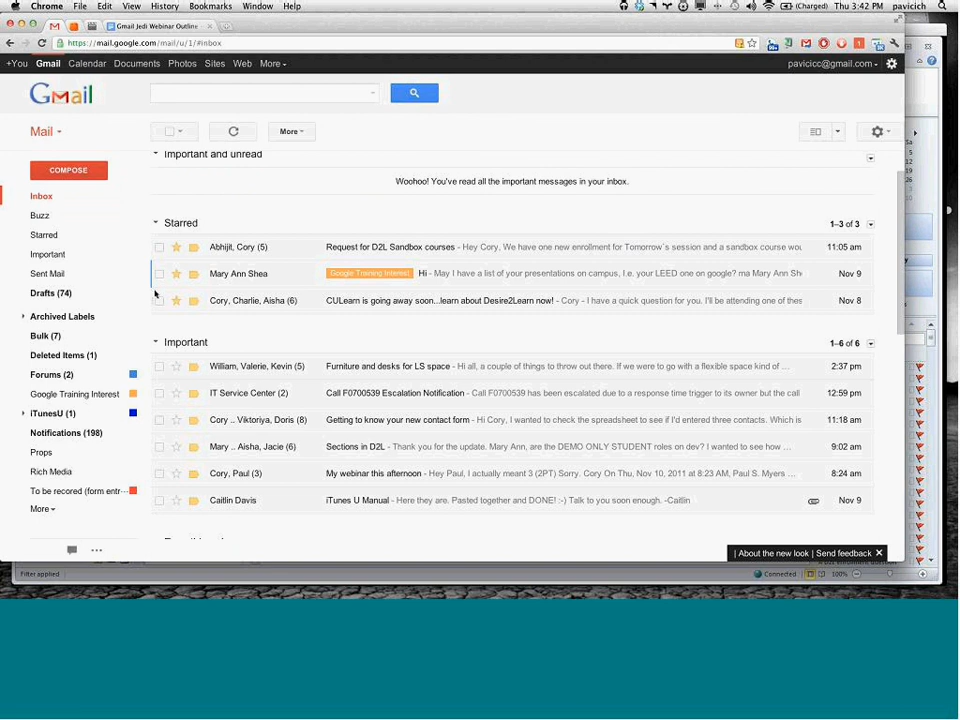 Chrome File Edit View History Bookmarks Window Help (Charged) Thu 3:42 PM pavicich
Gmail Jedi Webinar Outline ×
https://mail.google.com/mail/u/1/#inbox
+You Gmail Calendar Documents Photos Sites Web More pavicicc@gmail.com
Gmail
Mail More
COMPOSE
Inbox
Buzz
Starred
Important
Sent Mail
Drafts (74)
Archived Labels
Bulk (7)
Deleted Items (1)
Forums (2)
Google Training Interest
iTunesU (1)
Notifications (198)
Props
Rich Media
To be recored (form entr...
More
Important and unread
Woohoo! You've read all the important messages in your inbox.
Starred 1–3 of 3
Abhijit, Cory (5) Request for D2L Sandbox courses - Hey Cory, We have one new enrollment for Tomorrow's session and a sandbox course wou 11:05 am
Mary Ann Shea Google Training Interest Hi - May I have a list of your presentations on campus, I.e. your LEED one on google? ma Mary Ann She Nov 9
Cory, Charlie, Aisha (6) CULearn is going away soon...learn about Desire2Learn now! - Cory - I have a quick question for you. I'll be attending one of thes Nov 8
Important 1–6 of 6
William, Valerie, Kevin (5) Furniture and desks for LS space - Hi all, a couple of things to throw out there. If we were to go with a flexible space kind of ... 2:37 pm
IT Service Center (2) Call F0700539 Escalation Notification - Call F0700539 has been escalated due to a response time trigger to its owner but the call 12:59 pm
Cory .. Viktoriya, Doris (8) Getting to know your new contact form - Hi Cory, I wanted to check the spreadsheet to see if I'd entered three contacts. Which is 11:18 am
Mary .. Aisha, Jacie (6) Sections in D2L - Thank you for the update. Mary Ann, are the DEMO ONLY STUDENT roles on dev? I wanted to see how ... 9:02 am
Cory, Paul (3) My webinar this afternoon - Hey Paul, I actually meant 3 (2PT) Sorry. Cory On Thu, Nov 10, 2011 at 8:23 AM, Paul S. Myers ... 8:24 am
Caitlin Davis iTunes U Manual - Here they are. Pasted together and DONE! :-) Talk to you soon enough. -Caitlin Nov 9
| About the new look | Send feedback ×
Sa
5
12
19
26
Filter applied Connected 100%